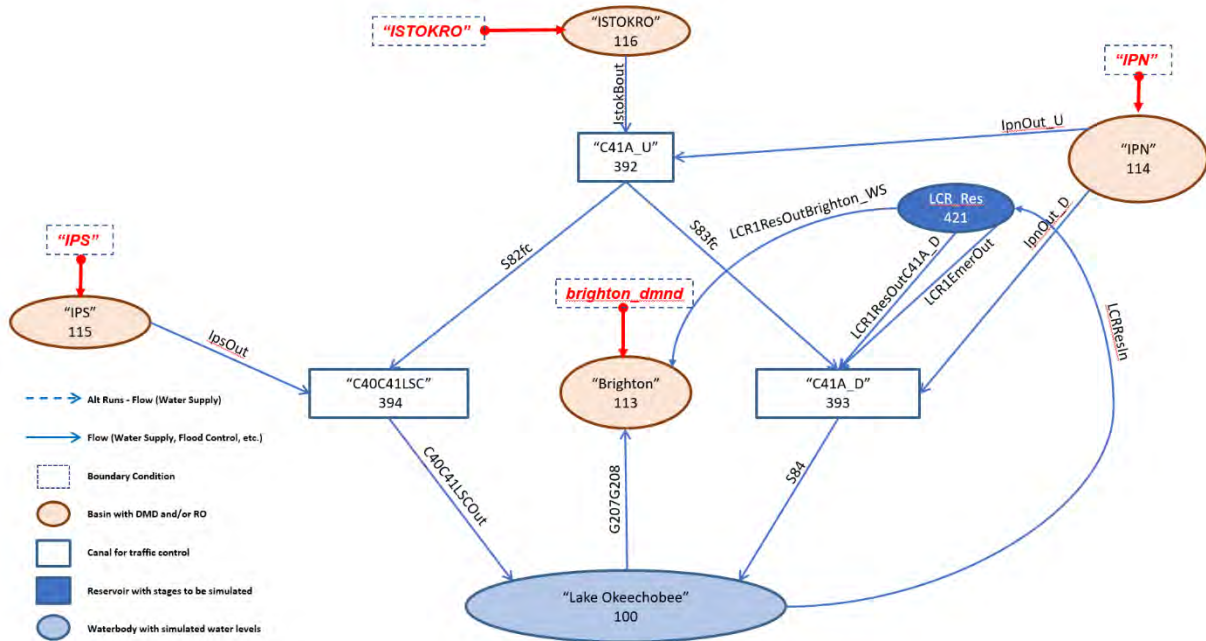 “ISTOKRO”
“ISTOKRO”
116
“IPN”
IstokBout
IpnOut_U
“IPN”
114
“C41A_U”
392
LCR1ResOutBrighton_WS
LCR_Res
421
IpnOut_D
“IPS”
S82fc
S83fc
LCR1ResOutC41A_D
LCR1EmerOut
LCRResIn
“IPS”
115
brighton_dmnd
IpsOut
“C40C41LSC”
394
“Brighton”
113
“C41A_D”
393
Alt Runs - Flow (Water Supply)
Flow (Water Supply, Flood Control, etc.)
Boundary Condition
Basin with DMD and/or RO
Canal for traffic control
Reservoir with stages to be simulated
Waterbody with simulated water levels
C40C41LSCOut
G207G208
S84
“Lake Okeechobee”
100